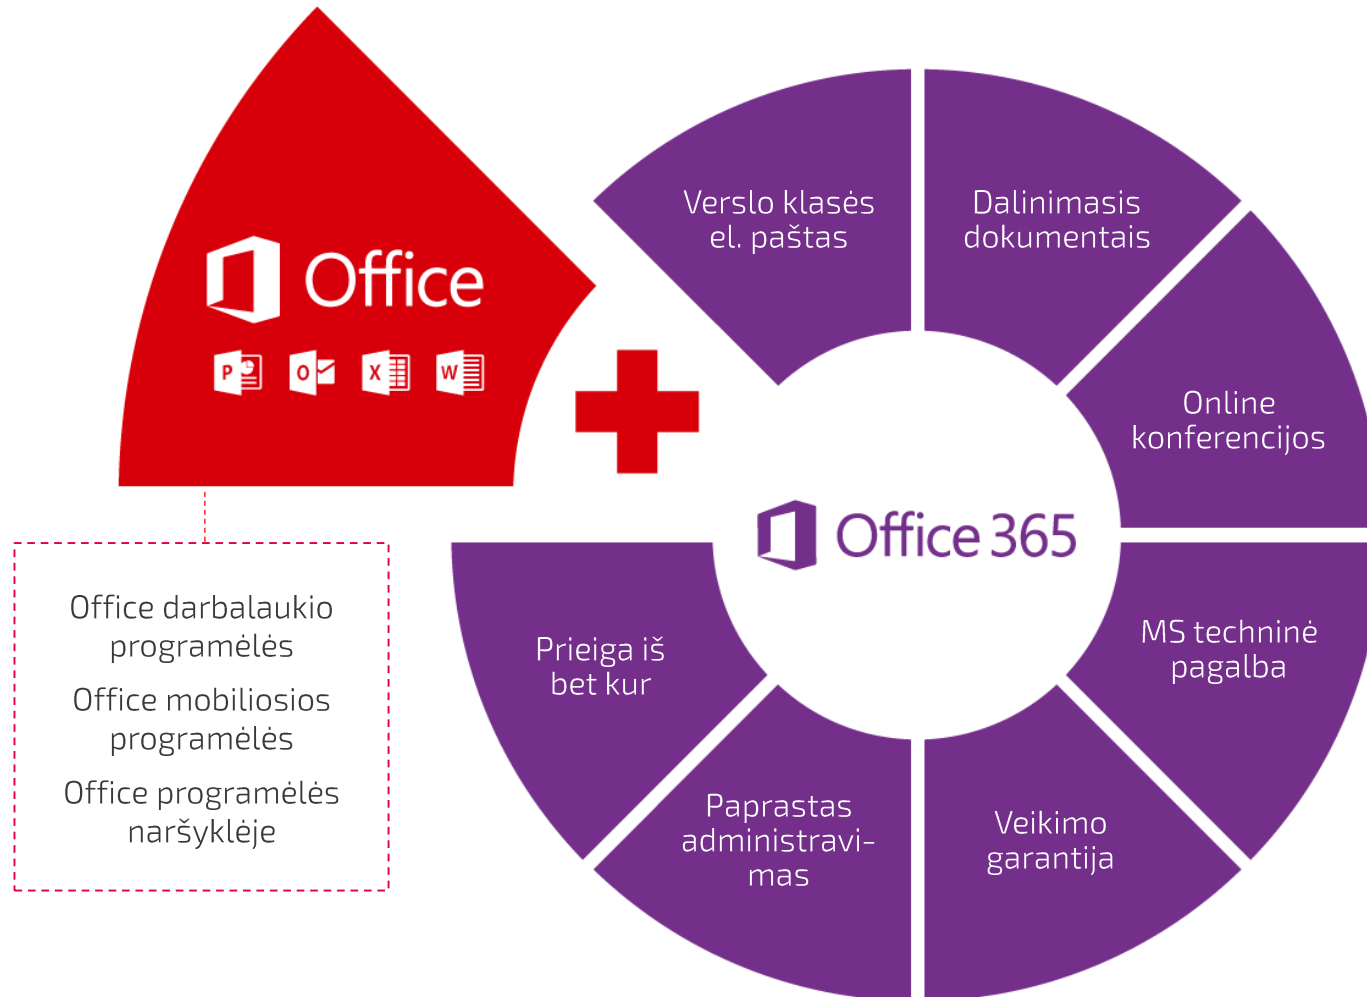 Office
P
O
X
W
Office darbalaukio
programėlės
Office mobiliosios
programėlės
Office programėlės
naršyklėje
Verslo klasės
el. paštas
Dalinimasis
dokumentais
Online
konferencijos
MS techninė
pagalba
Veikimo
garantija
Paprastas
administravi-
mas
Prieiga iš
bet kur
Office 365